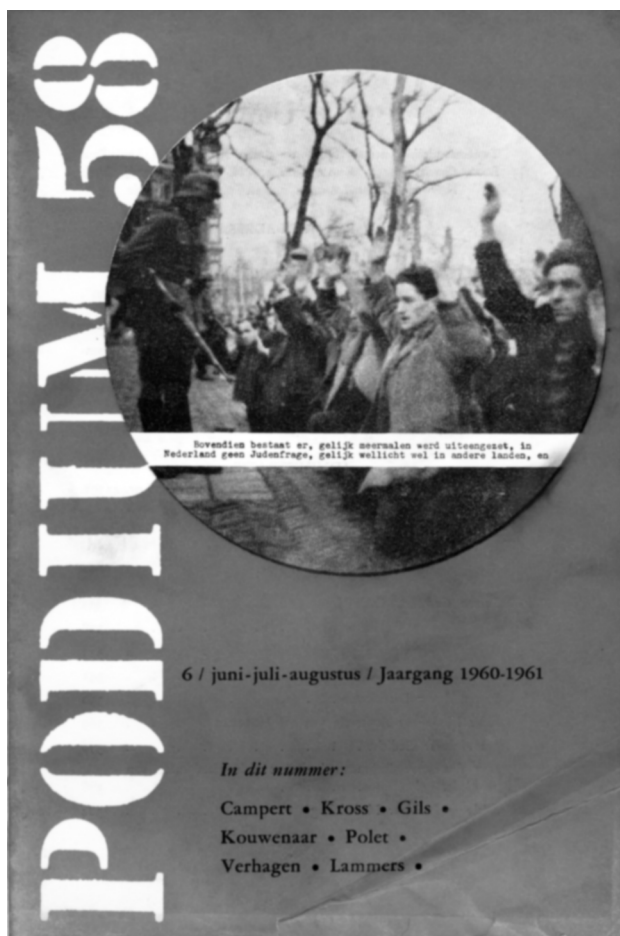 PODIUM 58
Bovendien bestaat er, gelijk meermalen werd uiteengezet, in
Nederland geen Judenfrage, gelijk wellicht wel in andere landen, en
6 / juni-juli-augustus / Jaargang 1960-1961
In dit nummer:
Campert • Kross • Gils •
Kouwenaar • Polet •
Verhagen • Lammers •